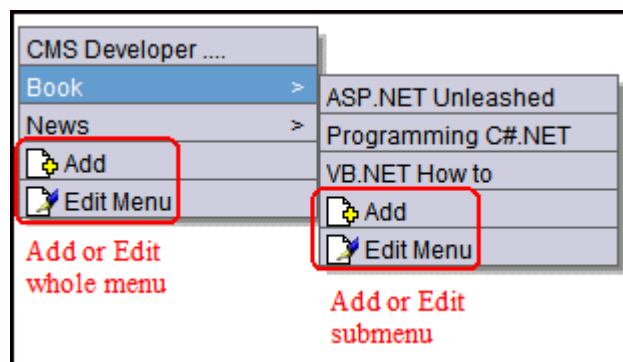 CMS Developer ....
Book >
News >
Add
Edit Menu
Add or Edit
whole menu
ASP.NET Unleashed
Programming C#.NET
VB.NET How to
Add
Edit Menu
Add or Edit
submenu